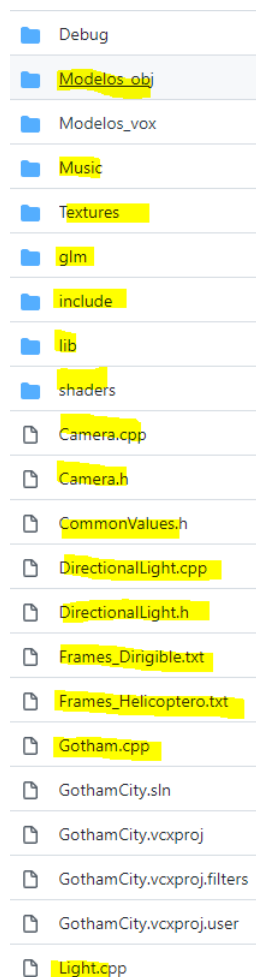 Debug
Modelos_obj
Modelos_vox
Music
Textures
glm
include
lib
shaders
Camera.cpp
Camera.h
CommonValues.h
DirectionalLight.cpp
DirectionalLight.h
Frames_Dirigible.txt
Frames_Helicoptero.txt
Gotham.cpp
GothamCity.sln
GothamCity.vcxproj
GothamCity.vcxproj.filters
GothamCity.vcxproj.user
Light.cpp